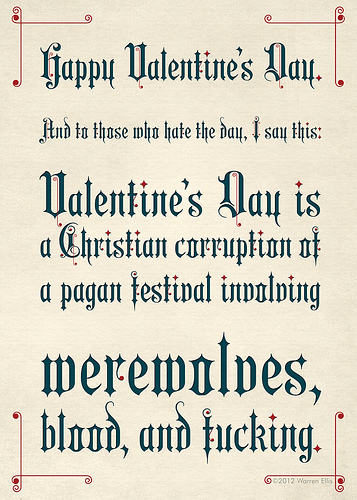 Happy Valentine's Day.
And to those who hate the day, I say this:
Valentine's Day is
a Christian corruption of
a pagan festival involving
werewolves,
blood, and fucking.
©2012 Warren Ellis